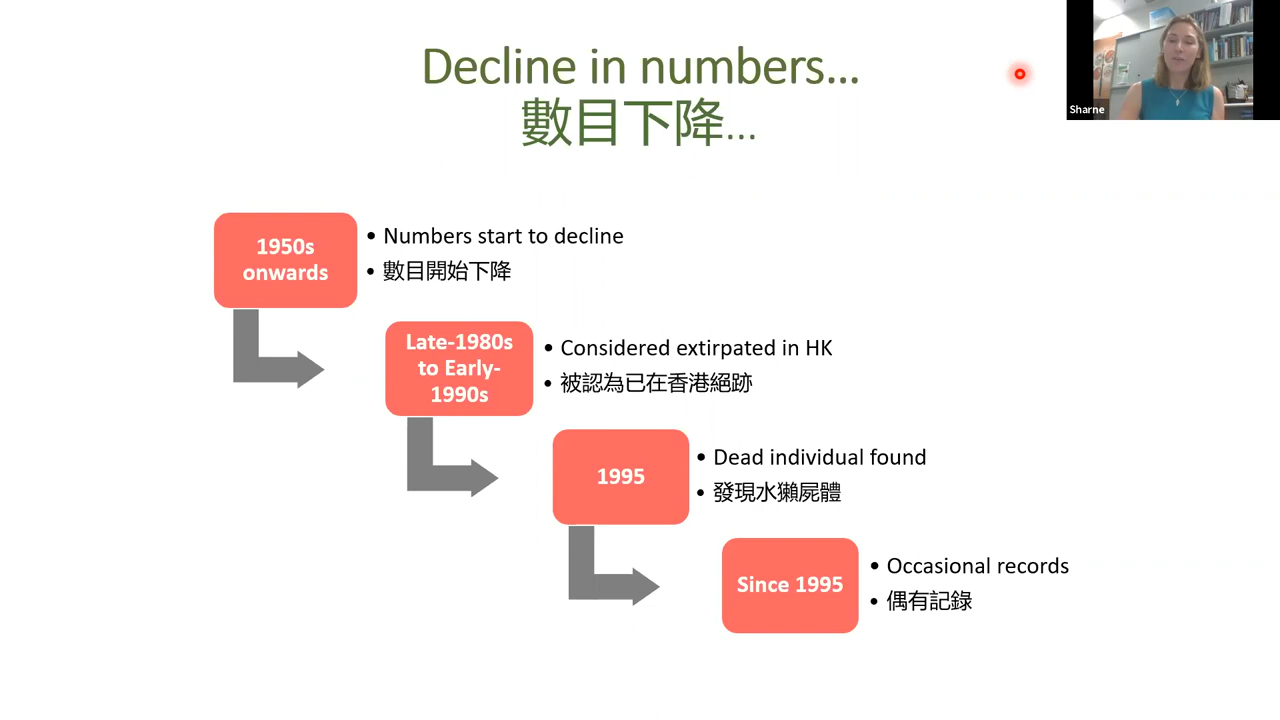 Decline in numbers...
數目下降...
Sharne
1950s
onwards
• Numbers start to decline
• 數目開始下降
Late-1980s
to Early-
1990s
• Considered extirpated in HK
• 被認為已在香港絕跡
1995
• Dead individual found
• 發現水獺屍體
Since 1995
• Occasional records
• 偶有記錄